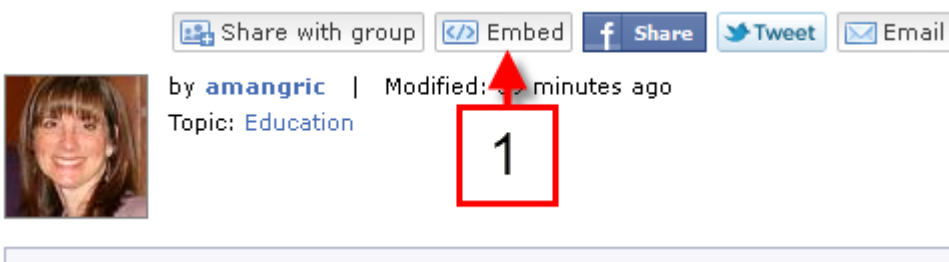 Share with group Embed f Share Tweet Email
by amangric | Modified: minutes ago
Topic: Education
1